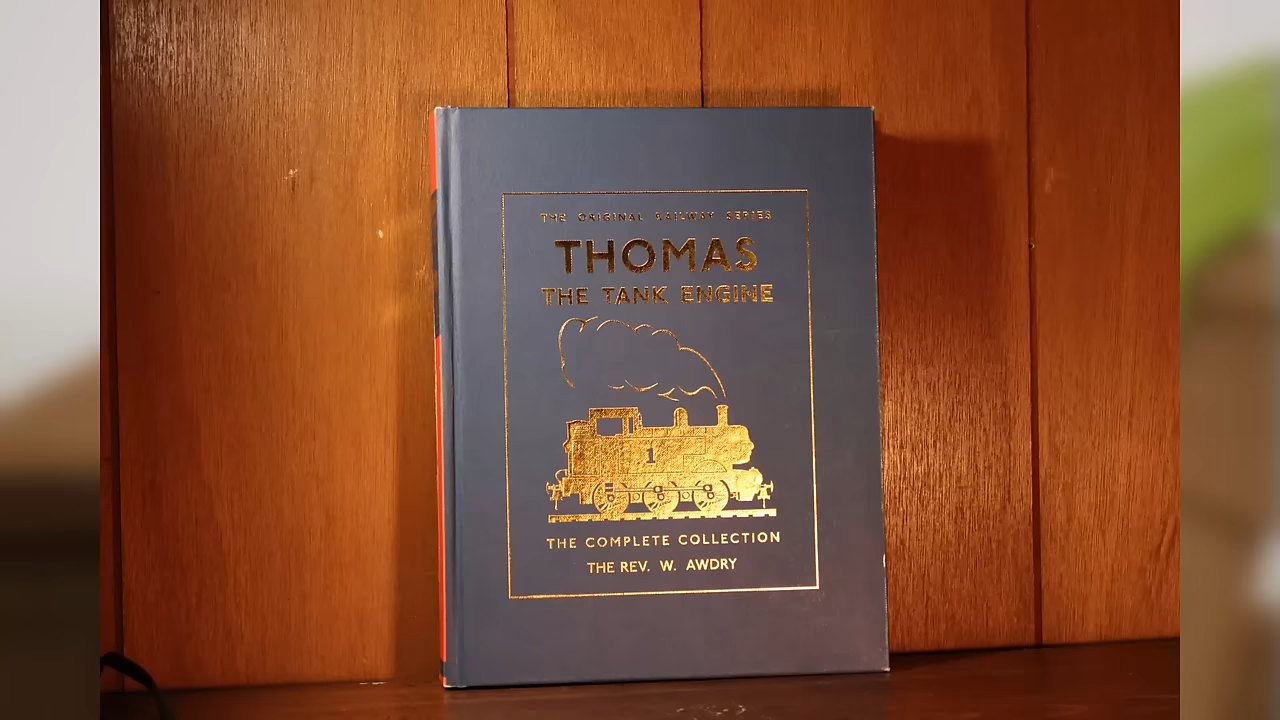 THE ORIGINAL RAILWAY SERIES
THOMAS
THE TANK ENGINE
1
THE COMPLETE COLLECTION
THE REV. W. AWDRY